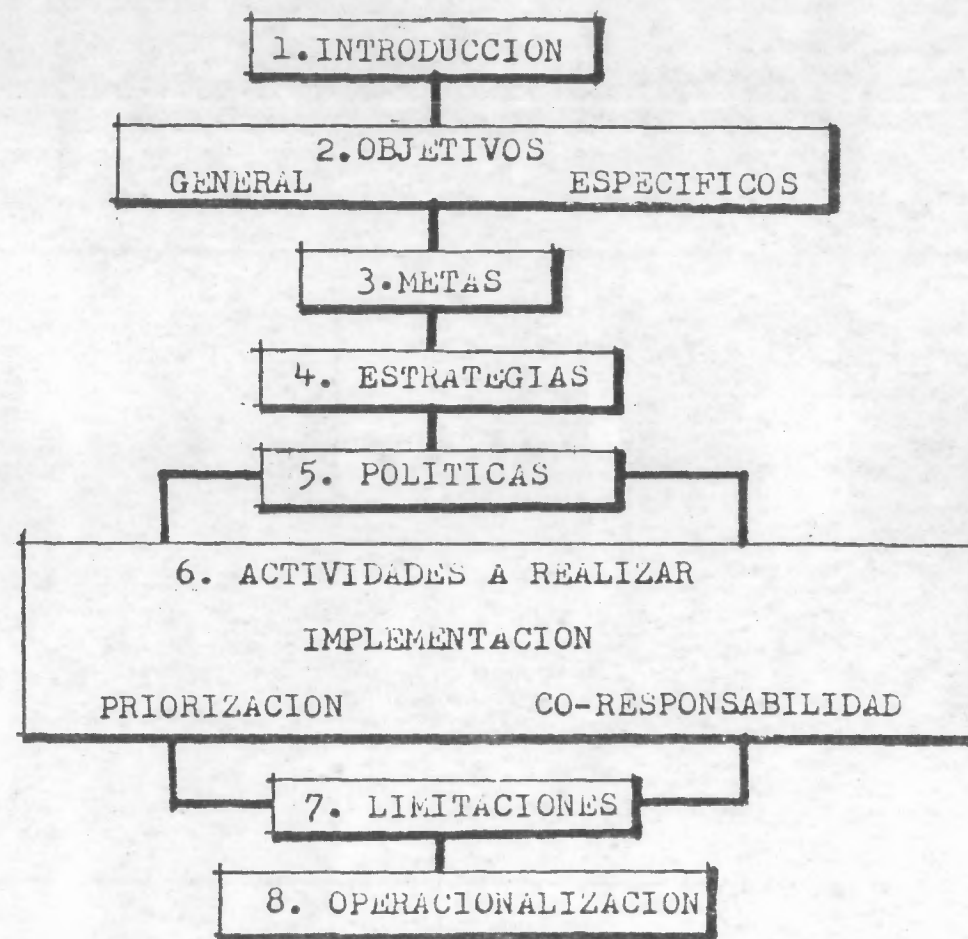 1.INTRODUCCION
2.OBJETIVOS
GENERAL ESPECIFICOS
3.METAS
4. ESTRATEGIAS
5. POLITICAS
6. ACTIVIDADES A REALIZAR
IMPLEMENTACION
PRIORIZACION CO-RESPONSABILIDAD
7. LIMITACIONES
8. OPERACIONALIZACION